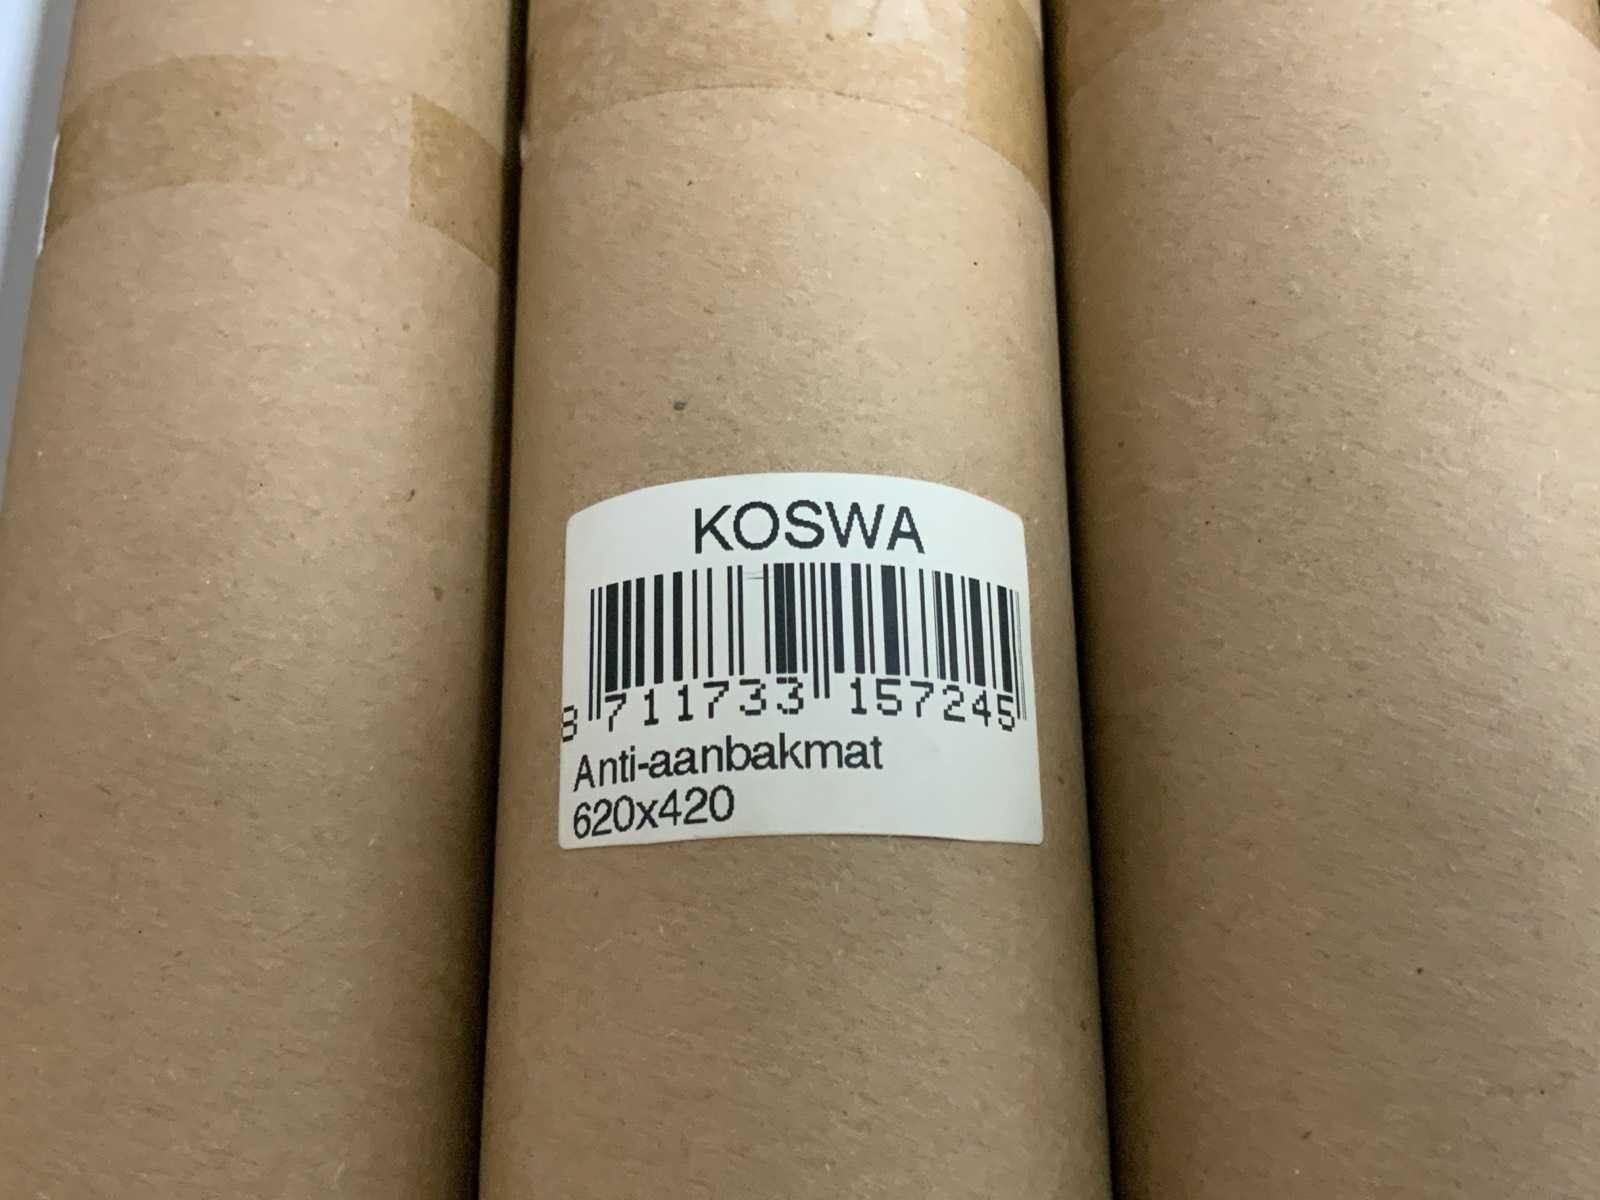 KOSWA
8 711733 157245
Anti-aanbakmat
620x420